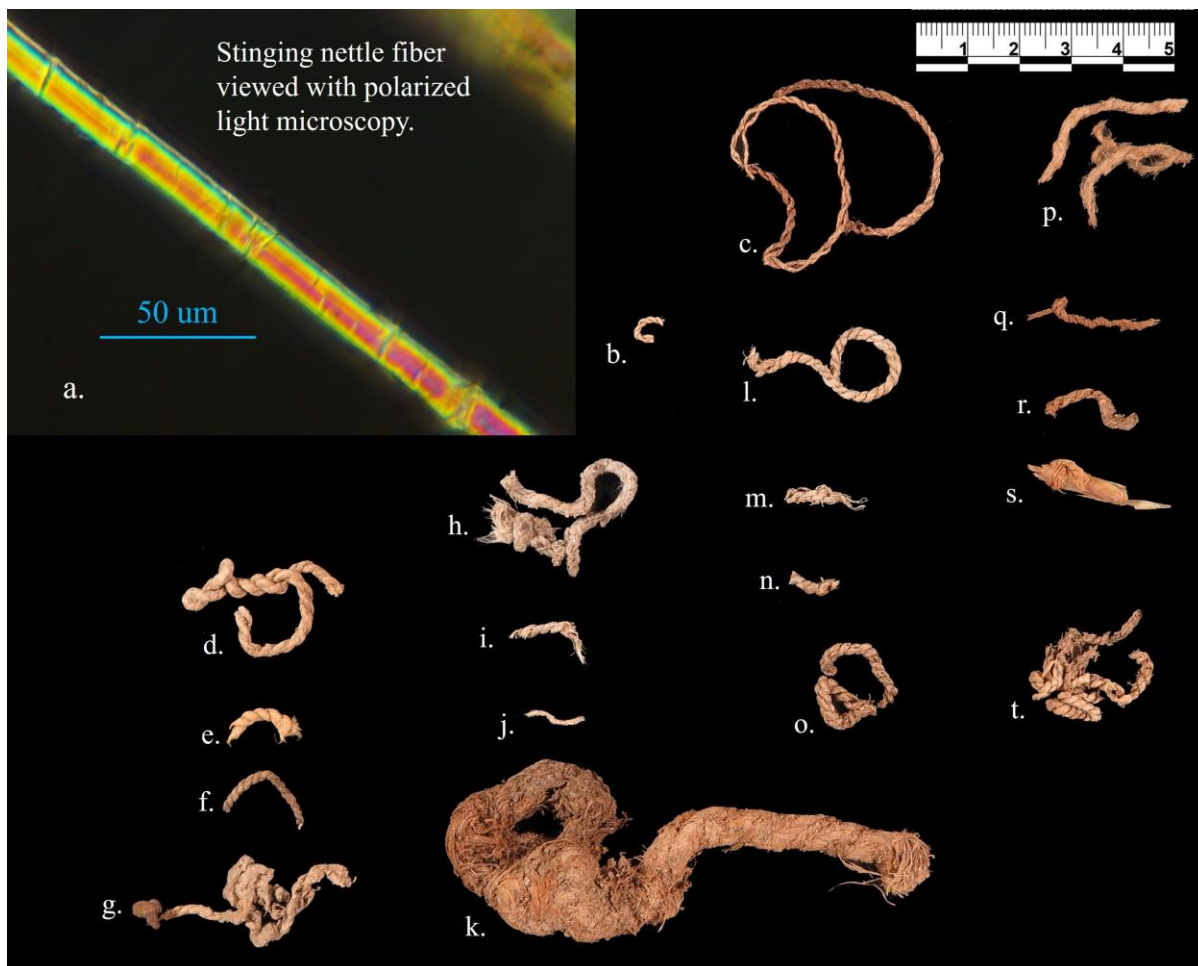 Stinging nettle fiber
viewed with polarized
light microscopy.
50 um
a.
1 2 3 4 5
c.
p.
b.
l.
q.
r.
m.
s.
h.
n.
d.
i.
o.
t.
e.
j.
f.
g.
k.